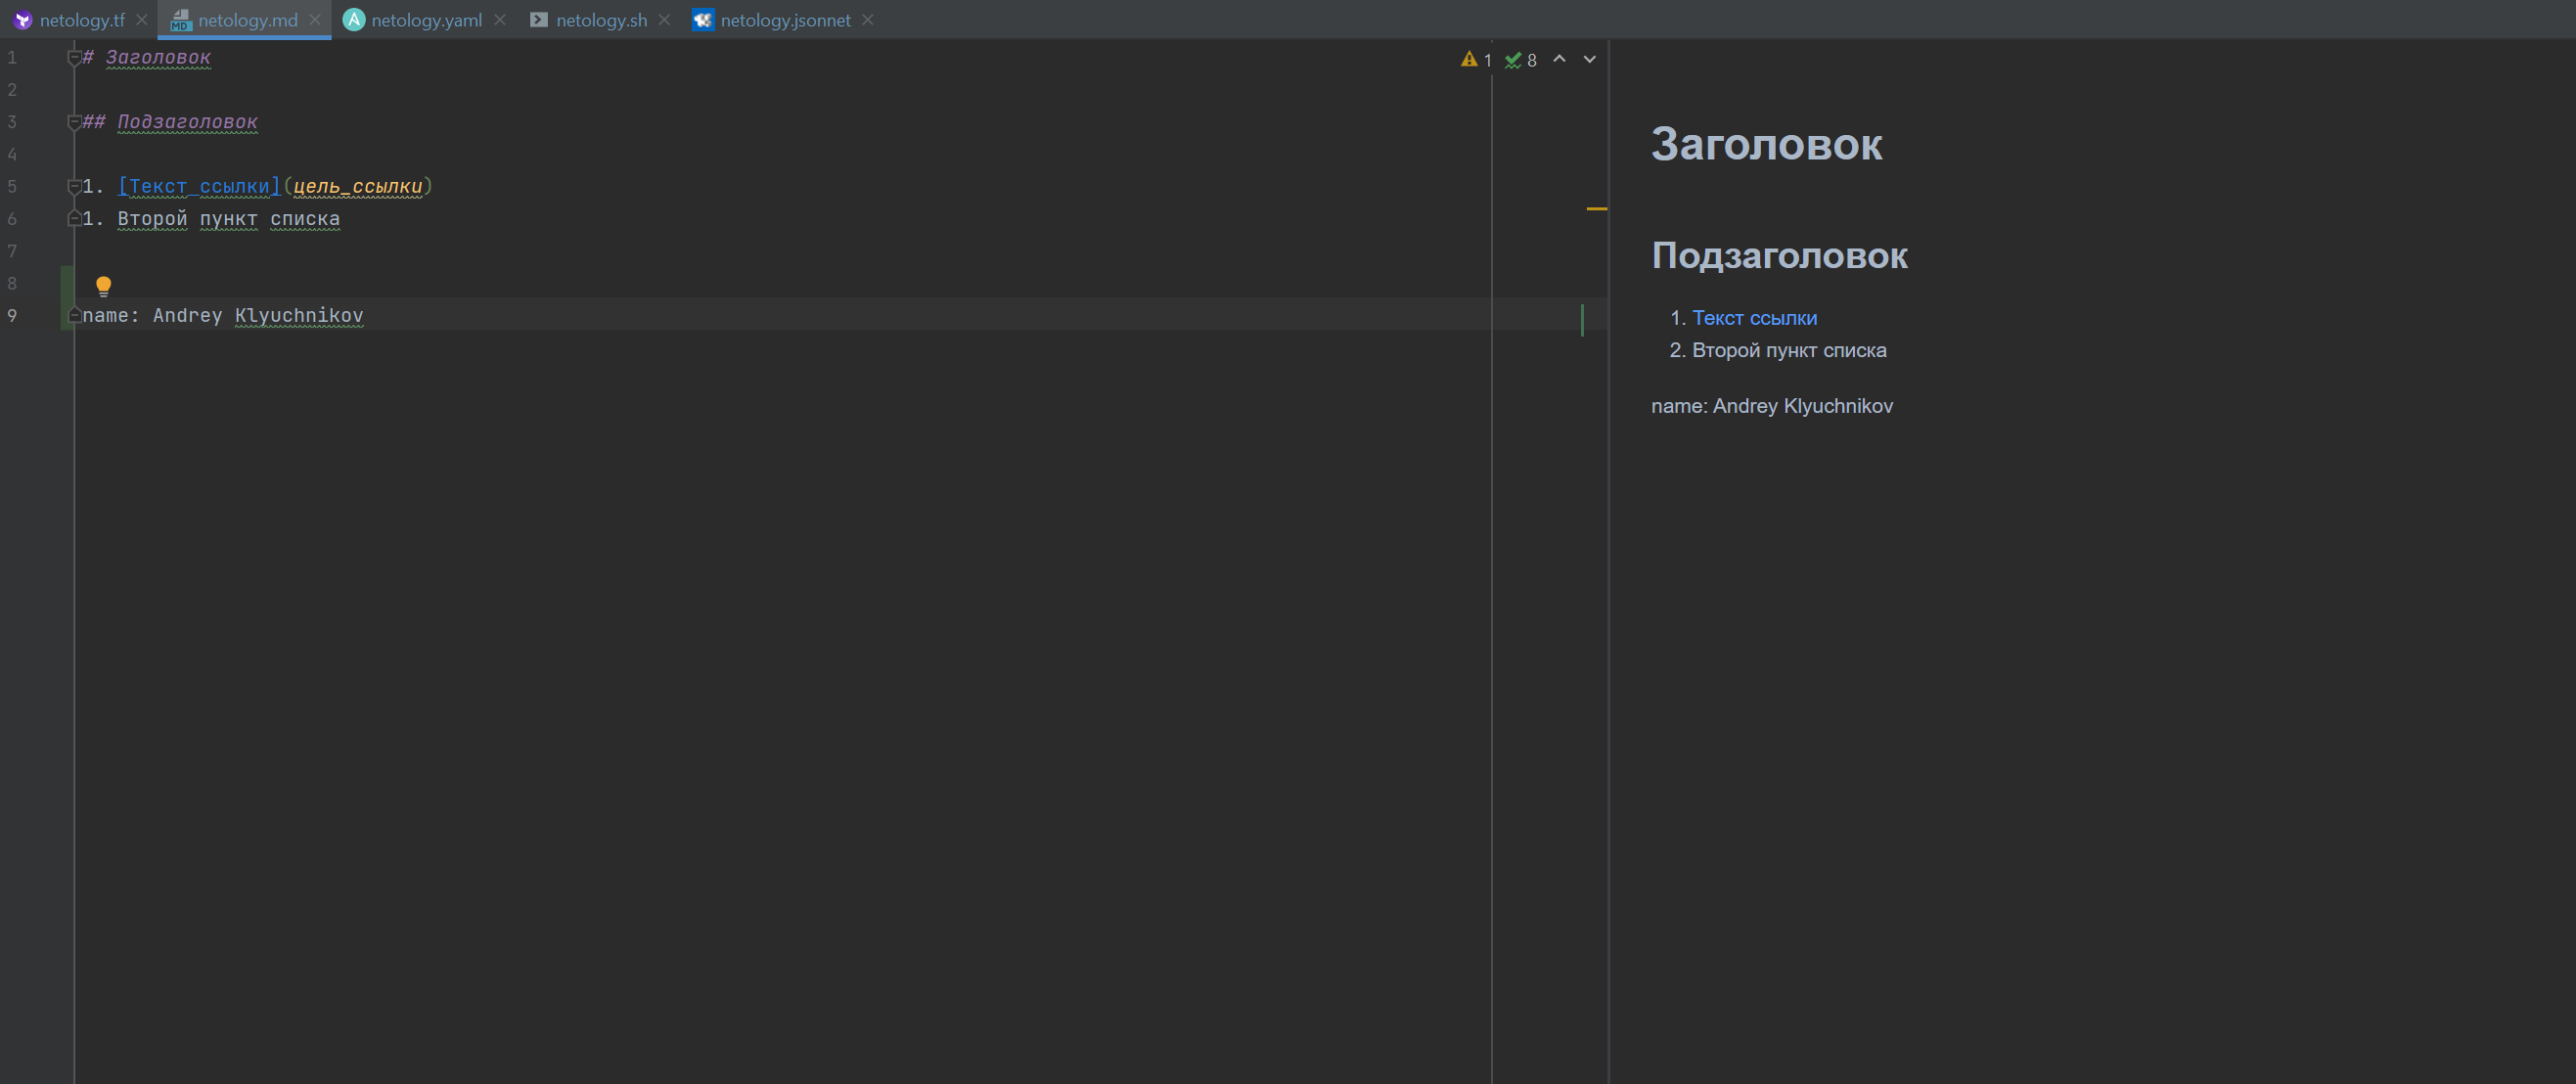 netology.tf netology.md netology.yaml netology.sh netology.jsonnet
1 # Заголовок
2
3 ## Подзаголовок
4
5 1. [Текст ссылки](цель_ссылки)
6 1. Второй пункт списка
7
8
9 name: Andrey Klyuchnikov
1 8
Заголовок
Подзаголовок
1. Текст ссылки
2. Второй пункт списка
name: Andrey Klyuchnikov